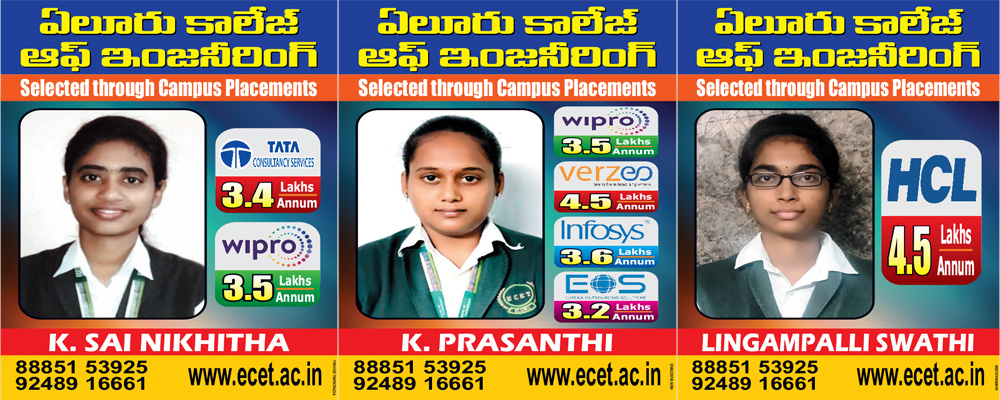 ఏలూరు కాలేజ్
ఆఫ్ ఇంజనీరింగ్
Selected through Campus Placements
TATA
CONSULTANCY SERVICES
3.4 Lakhs Annum
wipro
3.5 Lakhs Annum
K. SAI NIKHITHA
88851 53925
92489 16661
www.ecet.ac.in
ఏలూరు కాలేజ్
ఆఫ్ ఇంజనీరింగ్
Selected through Campus Placements
wipro
3.5 Lakhs Annum
verzeo
4.5 Lakhs Annum
Infosys
3.6 Lakhs Annum
EOS
3.2 Lakhs Annum
ECET
K. PRASANTHI
88851 53925
92489 16661
www.ecet.ac.in
ఏలూరు కాలేజ్
ఆఫ్ ఇంజనీరింగ్
Selected through Campus Placements
HCL
4.5 Lakhs Annum
LINGAMPALLI SWATHI
88851 53925
92489 16661
www.ecet.ac.in